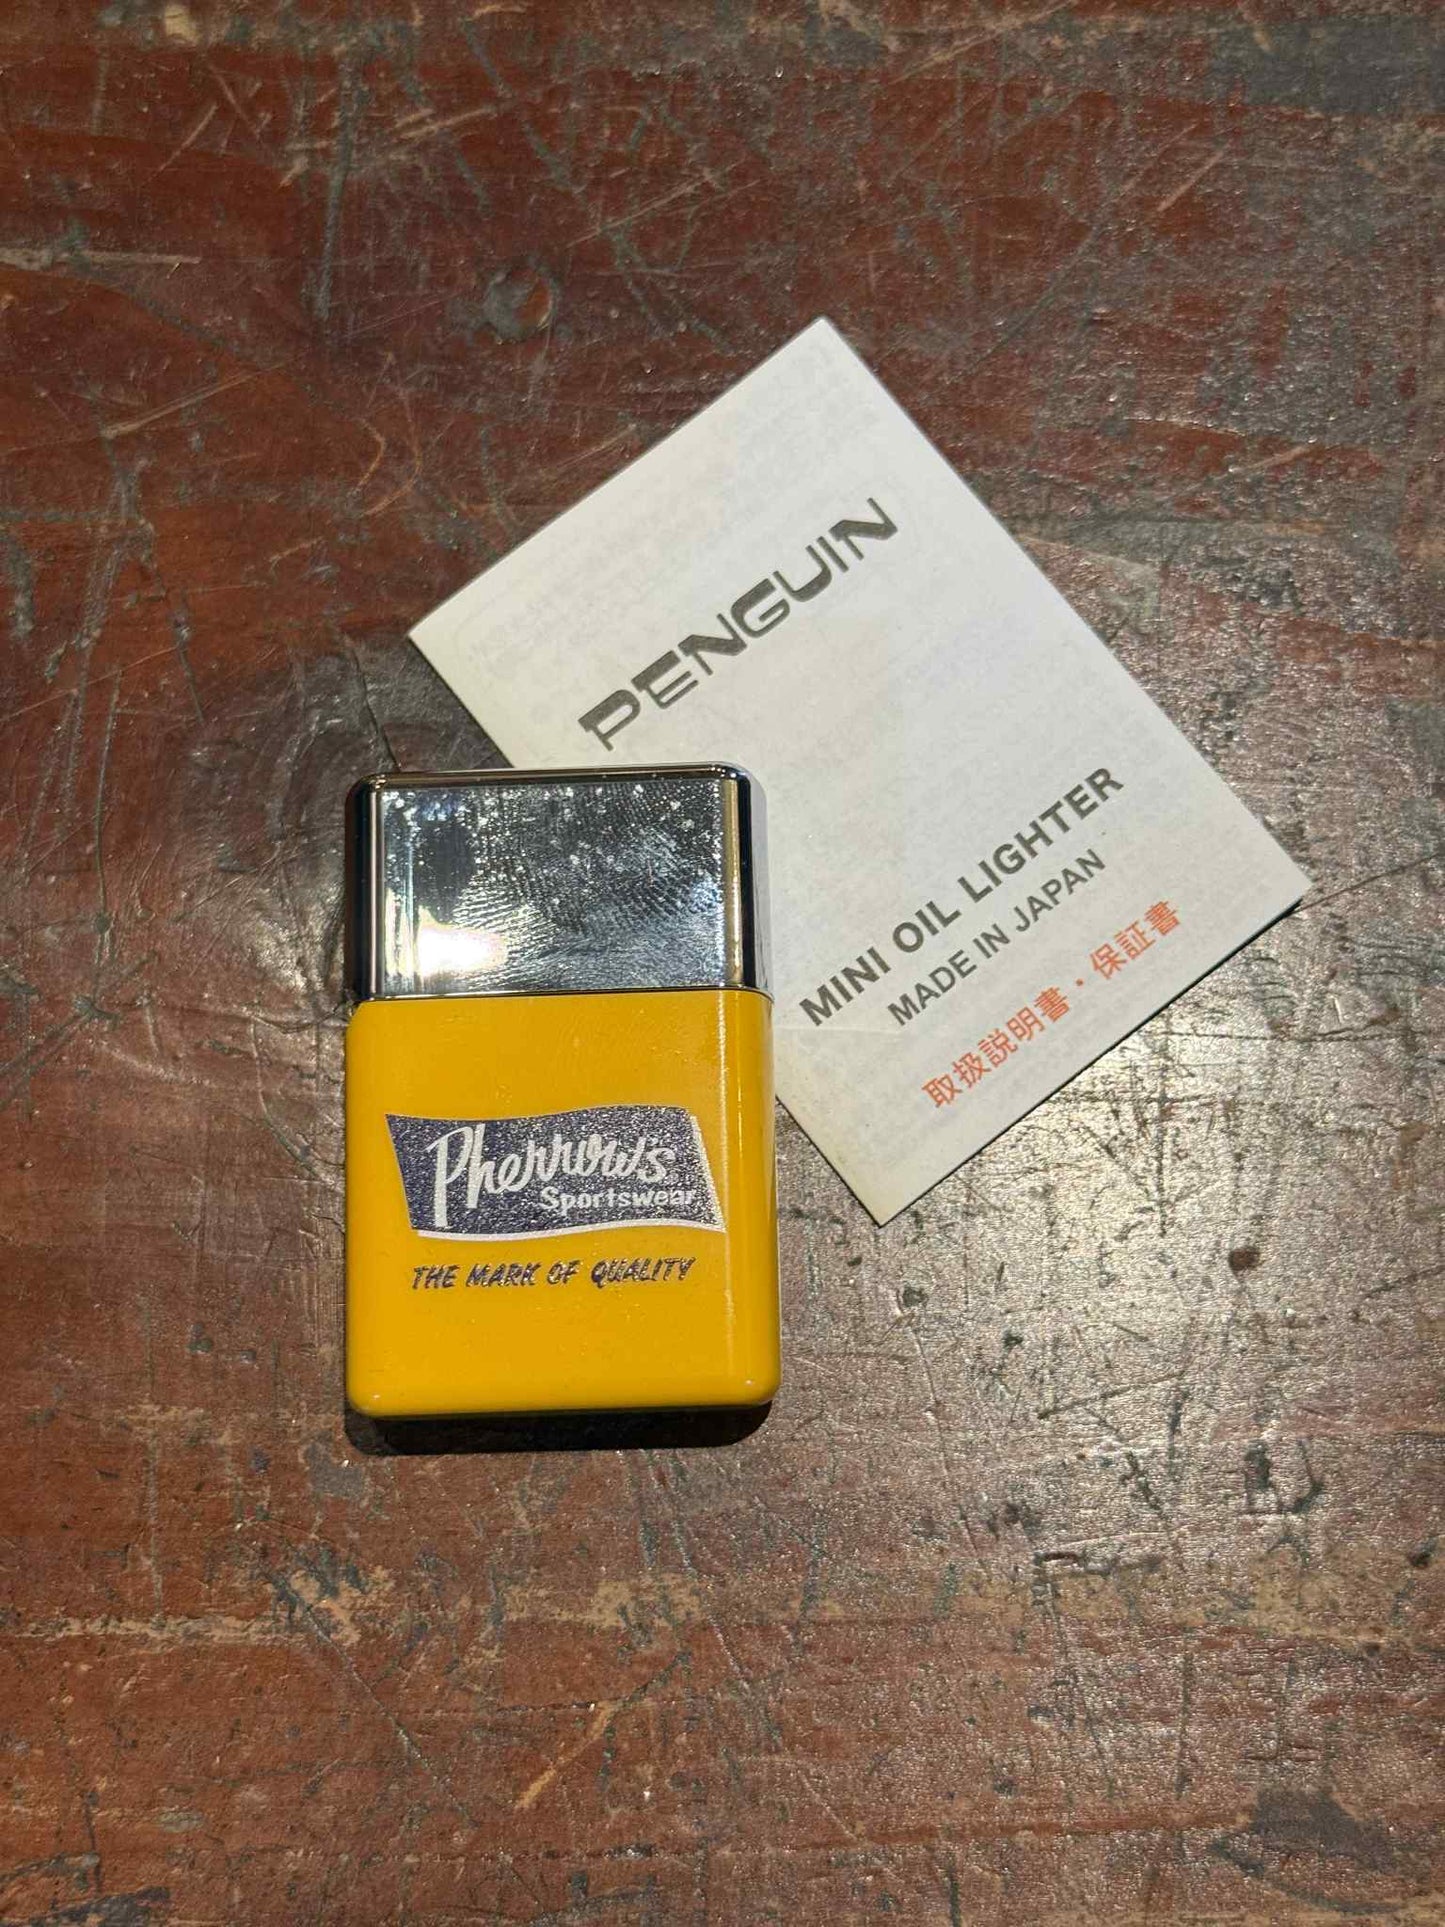 PENGUIN
MINI OIL LIGHTER
MADE IN JAPAN
取扱説明書・保証書
Pherrow's
Sportswear
THE MARK OF QUALITY